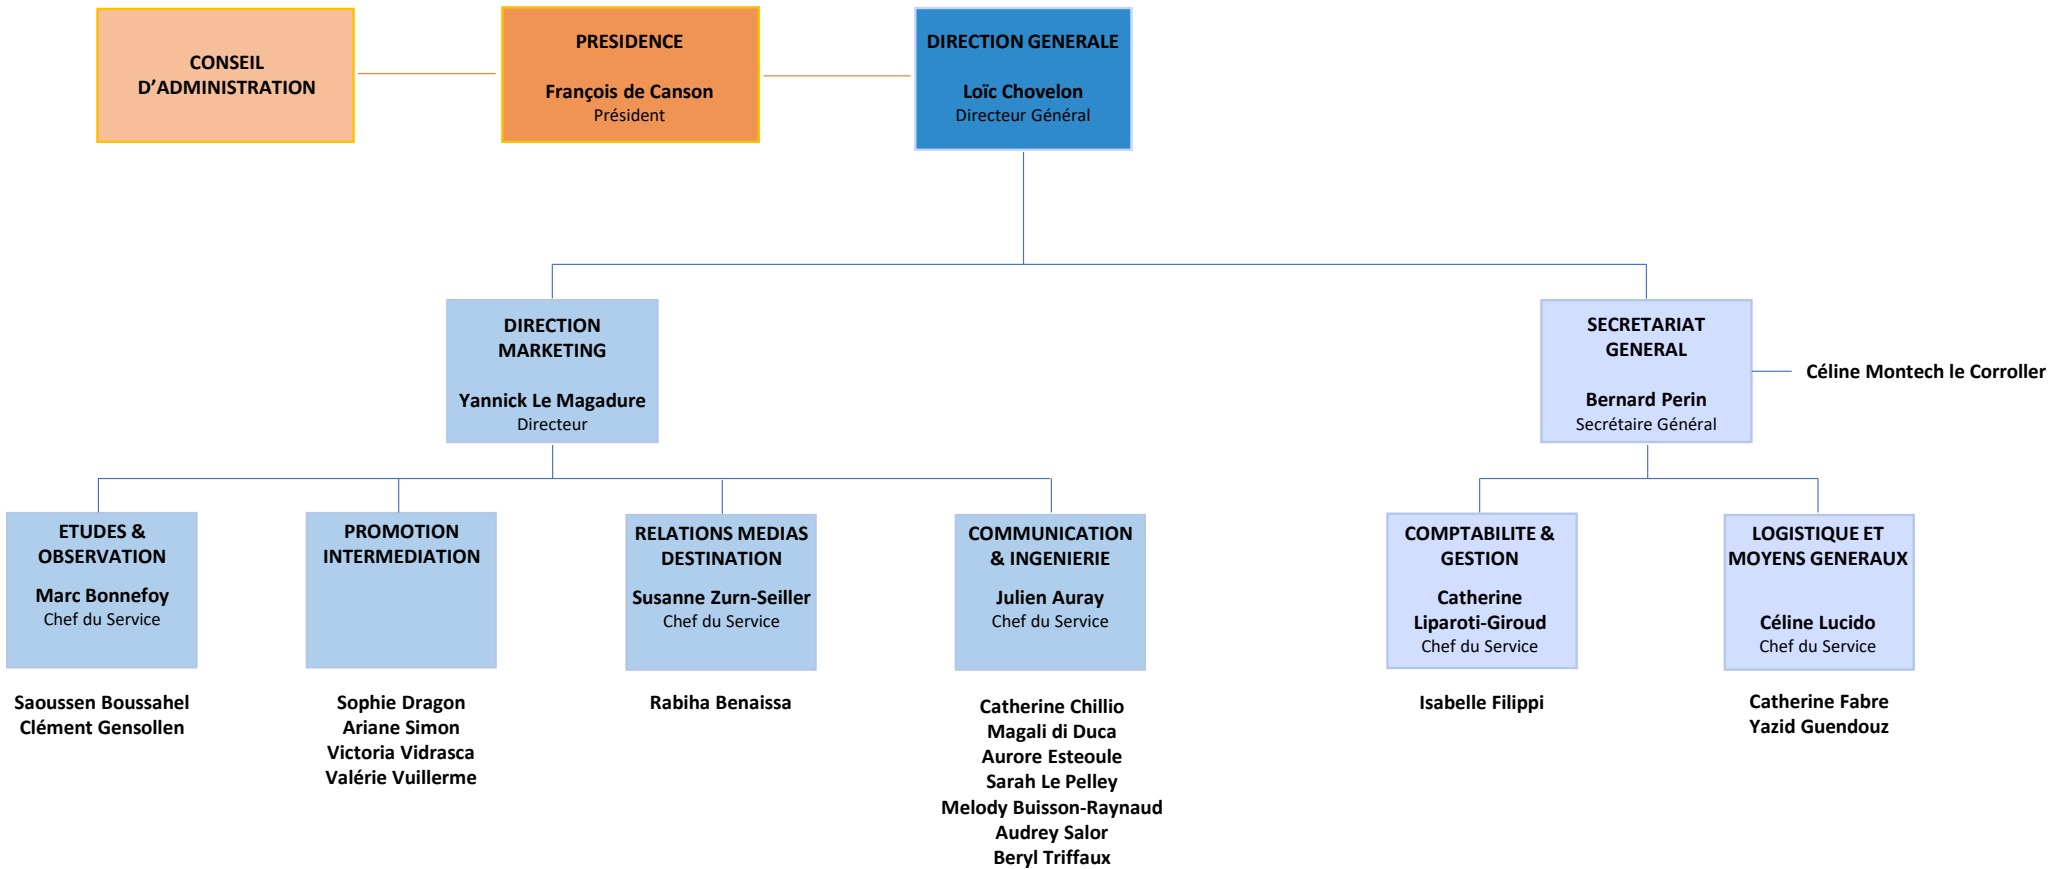 CONSEIL
D’ADMINISTRATION
PRESIDENCE
François de Canson
Président
DIRECTION GENERALE
Loïc Chovelon
Directeur Général
DIRECTION
MARKETING
Yannick Le Magadure
Directeur
SECRETARIAT
GENERAL
Bernard Perin
Secrétaire Général
Céline Montech le Corroller
ETUDES &
OBSERVATION
Marc Bonnefoy
Chef du Service
Saoussen Boussahel
Clément Gensollen
PROMOTION
INTERMEDIATION
Sophie Dragon
Ariane Simon
Victoria Vidrasca
Valérie Vuillerme
RELATIONS MEDIAS
DESTINATION
Susanne Zurn-Seiller
Chef du Service
Rabiha Benaissa
COMMUNICATION
& INGENIERIE
Julien Auray
Chef du Service
Catherine Chillio
Magali di Duca
Aurore Esteoule
Sarah Le Pelley
Melody Buisson-Raynaud
Audrey Salor
Beryl Triffaux
COMPTABILITE &
GESTION
Catherine
Liparoti-Giroud
Chef du Service
Isabelle Filippi
LOGISTIQUE ET
MOYENS GENERAUX
Céline Lucido
Chef du Service
Catherine Fabre
Yazid Guendouz